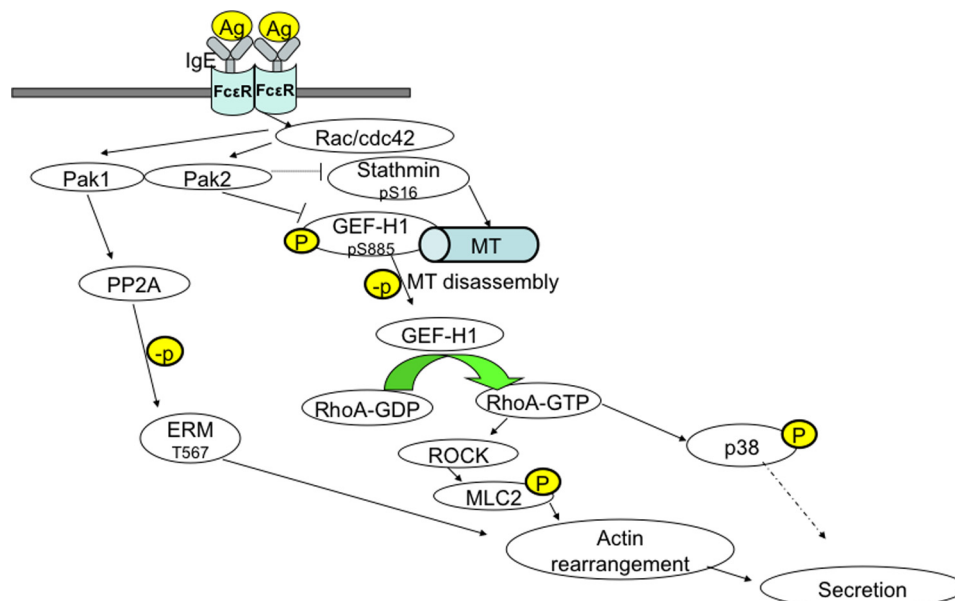 Ag Ag
IgE
FcεR FcεR
Rac/cdc42
Pak1
Pak2
Stathmin
pS16
GEF-H1
pS885
P
MT
-p
MT disassembly
PP2A
GEF-H1
-p
RhoA-GDP
RhoA-GTP
ERM
T567
ROCK
p38
P
MLC2
P
Actin
rearrangement
Secretion